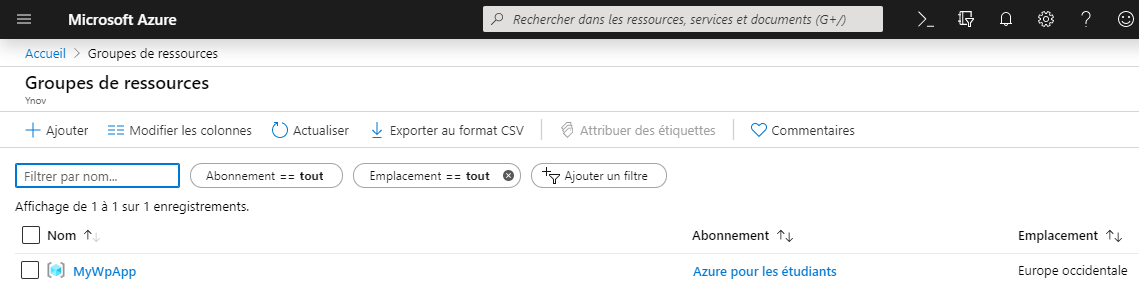 Microsoft Azure
Rechercher dans les ressources, services et documents (G+/)
Accueil > Groupes de ressources
Groupes de ressources
Ynov
Ajouter Modifier les colonnes Actualiser Exporter au format CSV Attribuer des étiquettes Commentaires
Filtrer par nom... Abonnement == tout Emplacement == tout Ajouter un filtre
Affichage de 1 à 1 sur 1 enregistrements.
Nom ↑↓ Abonnement ↑↓ Emplacement ↑↓
MyWpApp Azure pour les étudiants Europe occidentale